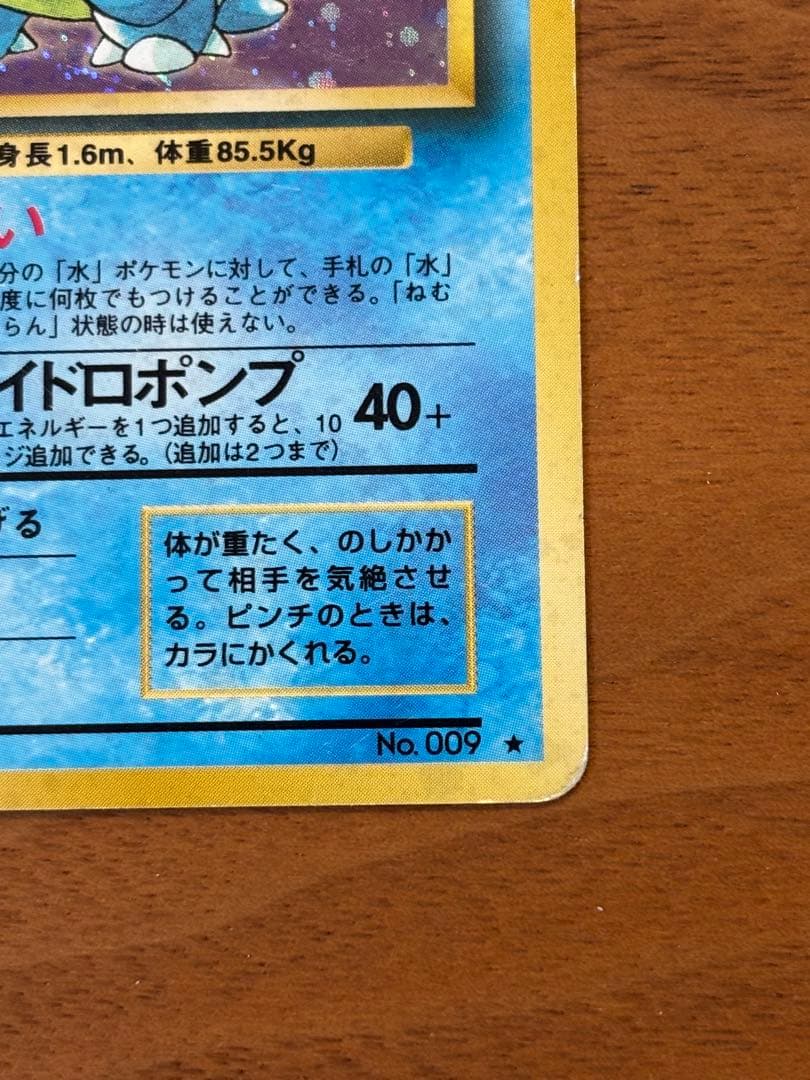 身長1.6m、体重85.5Kg
い
分の「水」ポケモンに対して、手札の「水」
度に何枚でもつけることができる。「ねむ
らん」状態の時は使えない。
イドロポンプ 40+
エネルギーを1つ追加すると、10
ジ追加できる。(追加は2つまで)
げる
体が重たく、のしかか
って相手を気絶させ
る。ピンチのときは、
カラにかくれる。
No. 009 ★